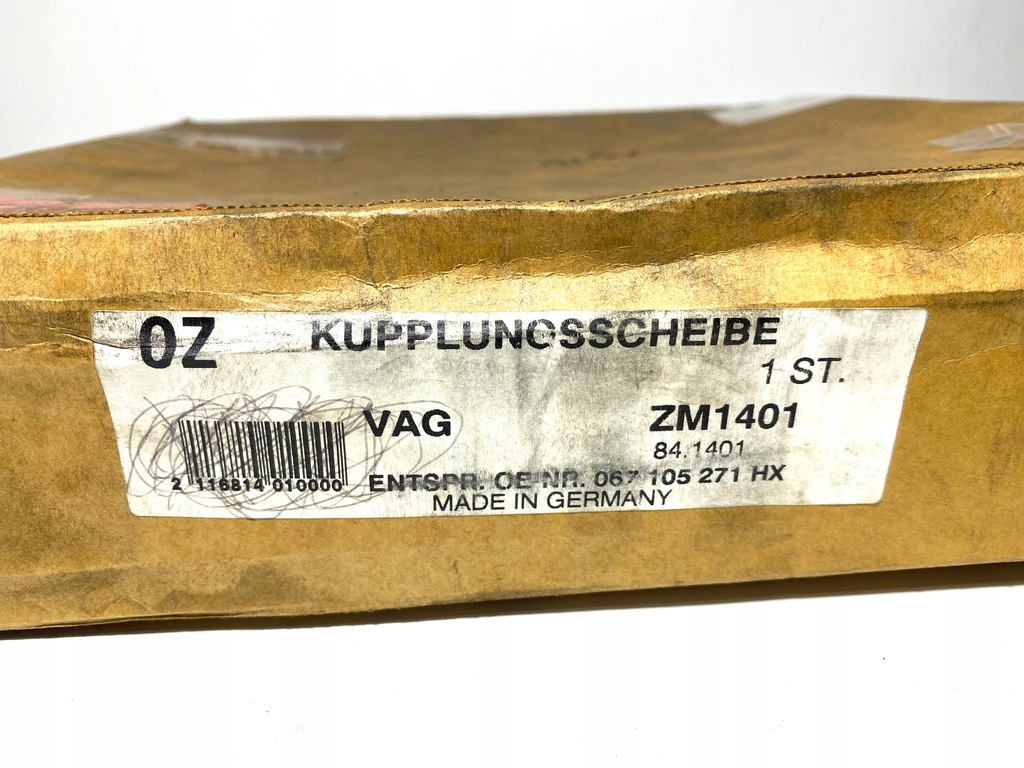 OZ KUPPLUNGSSCHEIBE
1 ST.
VAG ZM1401
84.1401
2 116814 010000 ENTSPR. OE-NR. 067 105 271 HX
MADE IN GERMANY